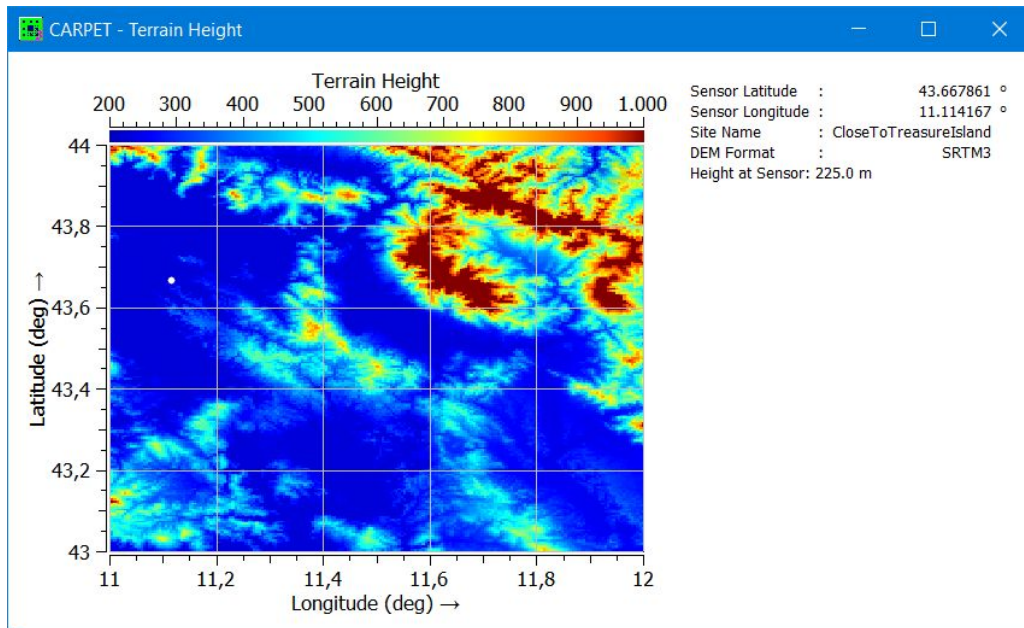 CARPET - Terrain Height
Terrain Height
200 300 400 500 600 700 800 900 1.000
44
43,8
43,6
43,4
43,2
43
Latitude (deg) →
11 11,2 11,4 11,6 11,8 12
Longitude (deg) →
Sensor Latitude : 43.667861 º
Sensor Longitude : 11.114167 º
Site Name : CloseToTreasureIsland
DEM Format : SRTM3
Height at Sensor: 225.0 m